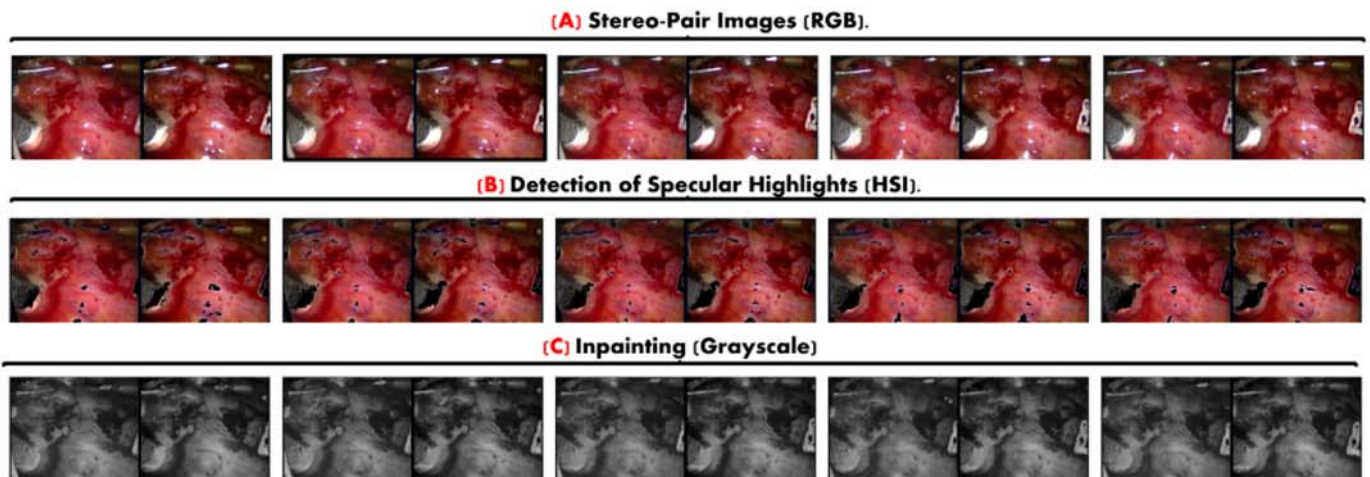 (A) Stereo-Pair Images (RGB).
(B) Detection of Specular Highlights (HSI).
(C) Inpainting (Grayscale)